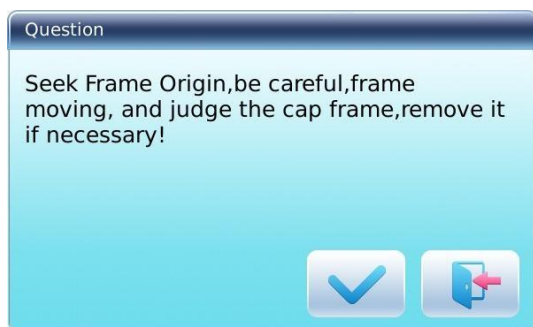 Question
Seek Frame Origin,be careful,frame
moving, and judge the cap frame,remove it
if necessary!